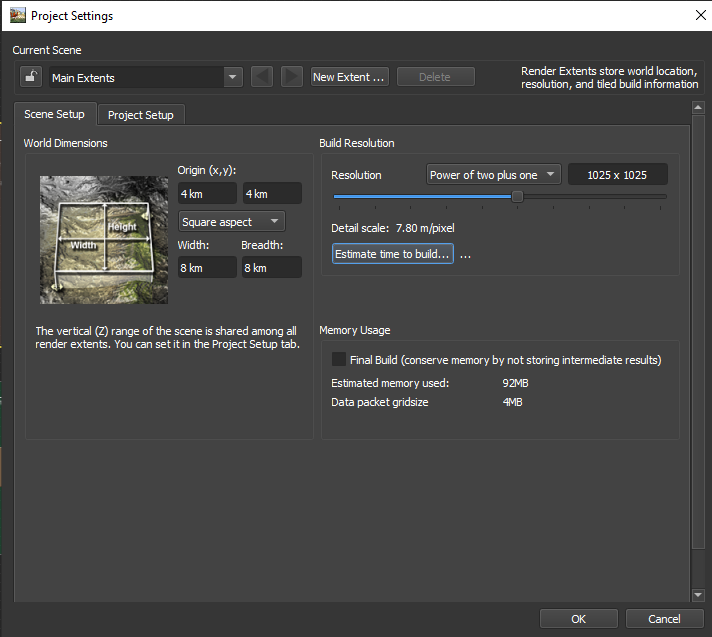 Project Settings
Current Scene
Main Extents
New Extent ...
Delete
Render Extents store world location,
resolution, and tiled build information
Scene Setup
Project Setup
World Dimensions
Height
Width
Origin (x,y):
4 km
4 km
Square aspect
Width:
Breadth:
8 km
8 km
The vertical (Z) range of the scene is shared among all
render extents. You can set it in the Project Setup tab.
Build Resolution
Resolution
Power of two plus one
1025 x 1025
Detail scale: 7.80 m/pixel
Estimate time to build...
...
Memory Usage
Final Build (conserve memory by not storing intermediate results)
Estimated memory used: 92MB
Data packet gridsize 4MB
OK
Cancel